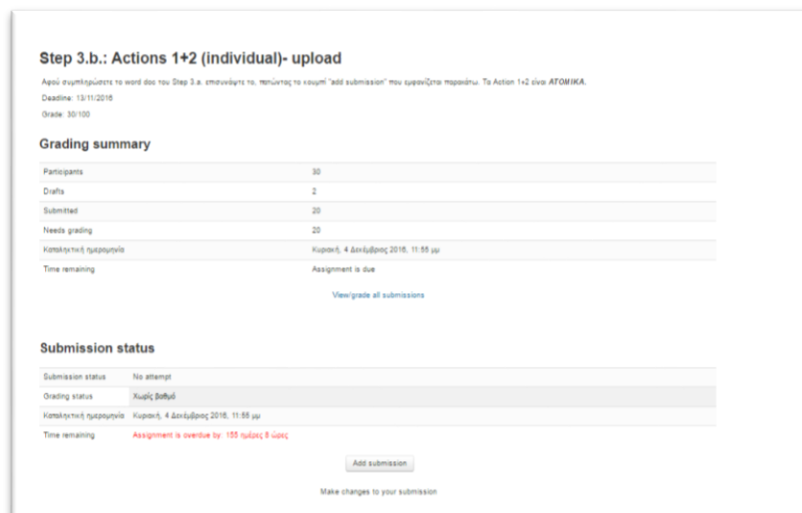 Step 3.b.: Actions 1+2 (individual)- upload
Αφού συμπληρώσετε το word doc του Step 3.a. επισυνάψτε το, πατώντας το κουμπί "add submission" που εμφανίζεται παρακάτω. Τα Action 1+2 είναι ΑΤΟΜΙΚΑ.
Deadline: 13/11/2016
Grade: 30/100
Grading summary
Participants 30
Drafts 2
Submitted 20
Needs grading 20
Καταληκτική ημερομηνία Κυριακή, 4 Δεκέμβριος 2016, 11:55 μμ
Time remaining Assignment is due
View/grade all submissions
Submission status
Submission status No attempt
Grading status Χωρίς βαθμό
Καταληκτική ημερομηνία Κυριακή, 4 Δεκέμβριος 2016, 11:55 μμ
Time remaining Assignment is overdue by: 155 ημέρες 8 ώρες
Add submission
Make changes to your submission